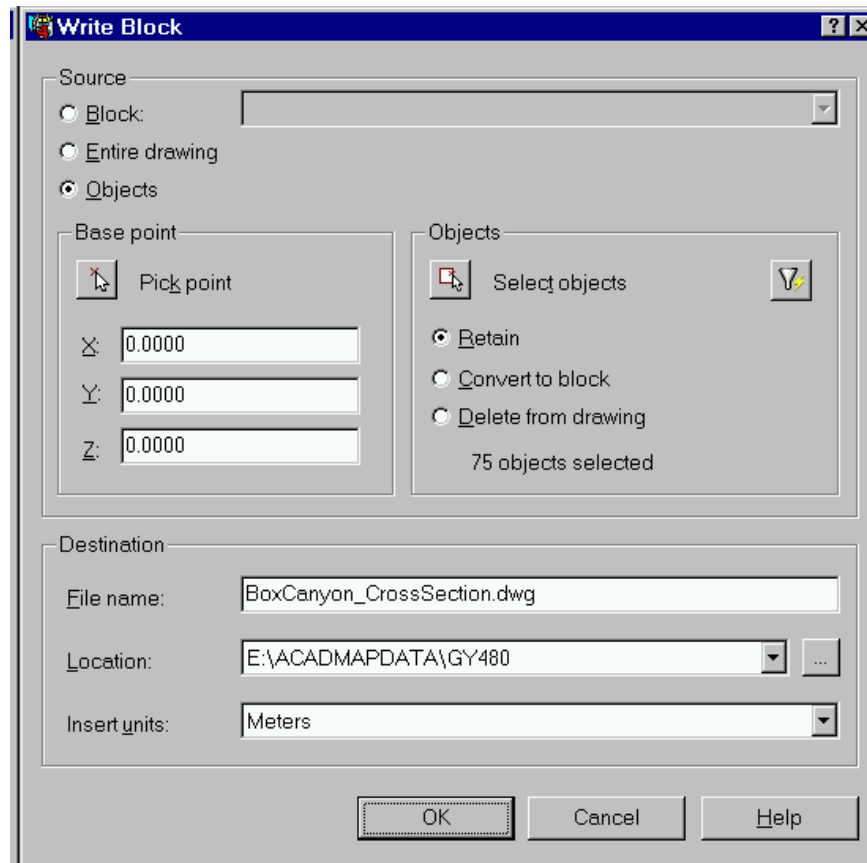 Write Block
Source
Block:
Entire drawing
Objects
Base point
Pick point
X: 0.0000
Y: 0.0000
Z: 0.0000
Objects
Select objects
Retain
Convert to block
Delete from drawing
75 objects selected
Destination
File name: BoxCanyon_CrossSection.dwg
Location: E:\ACADMAPDATA\GY480 ...
Insert units: Meters
OK Cancel Help